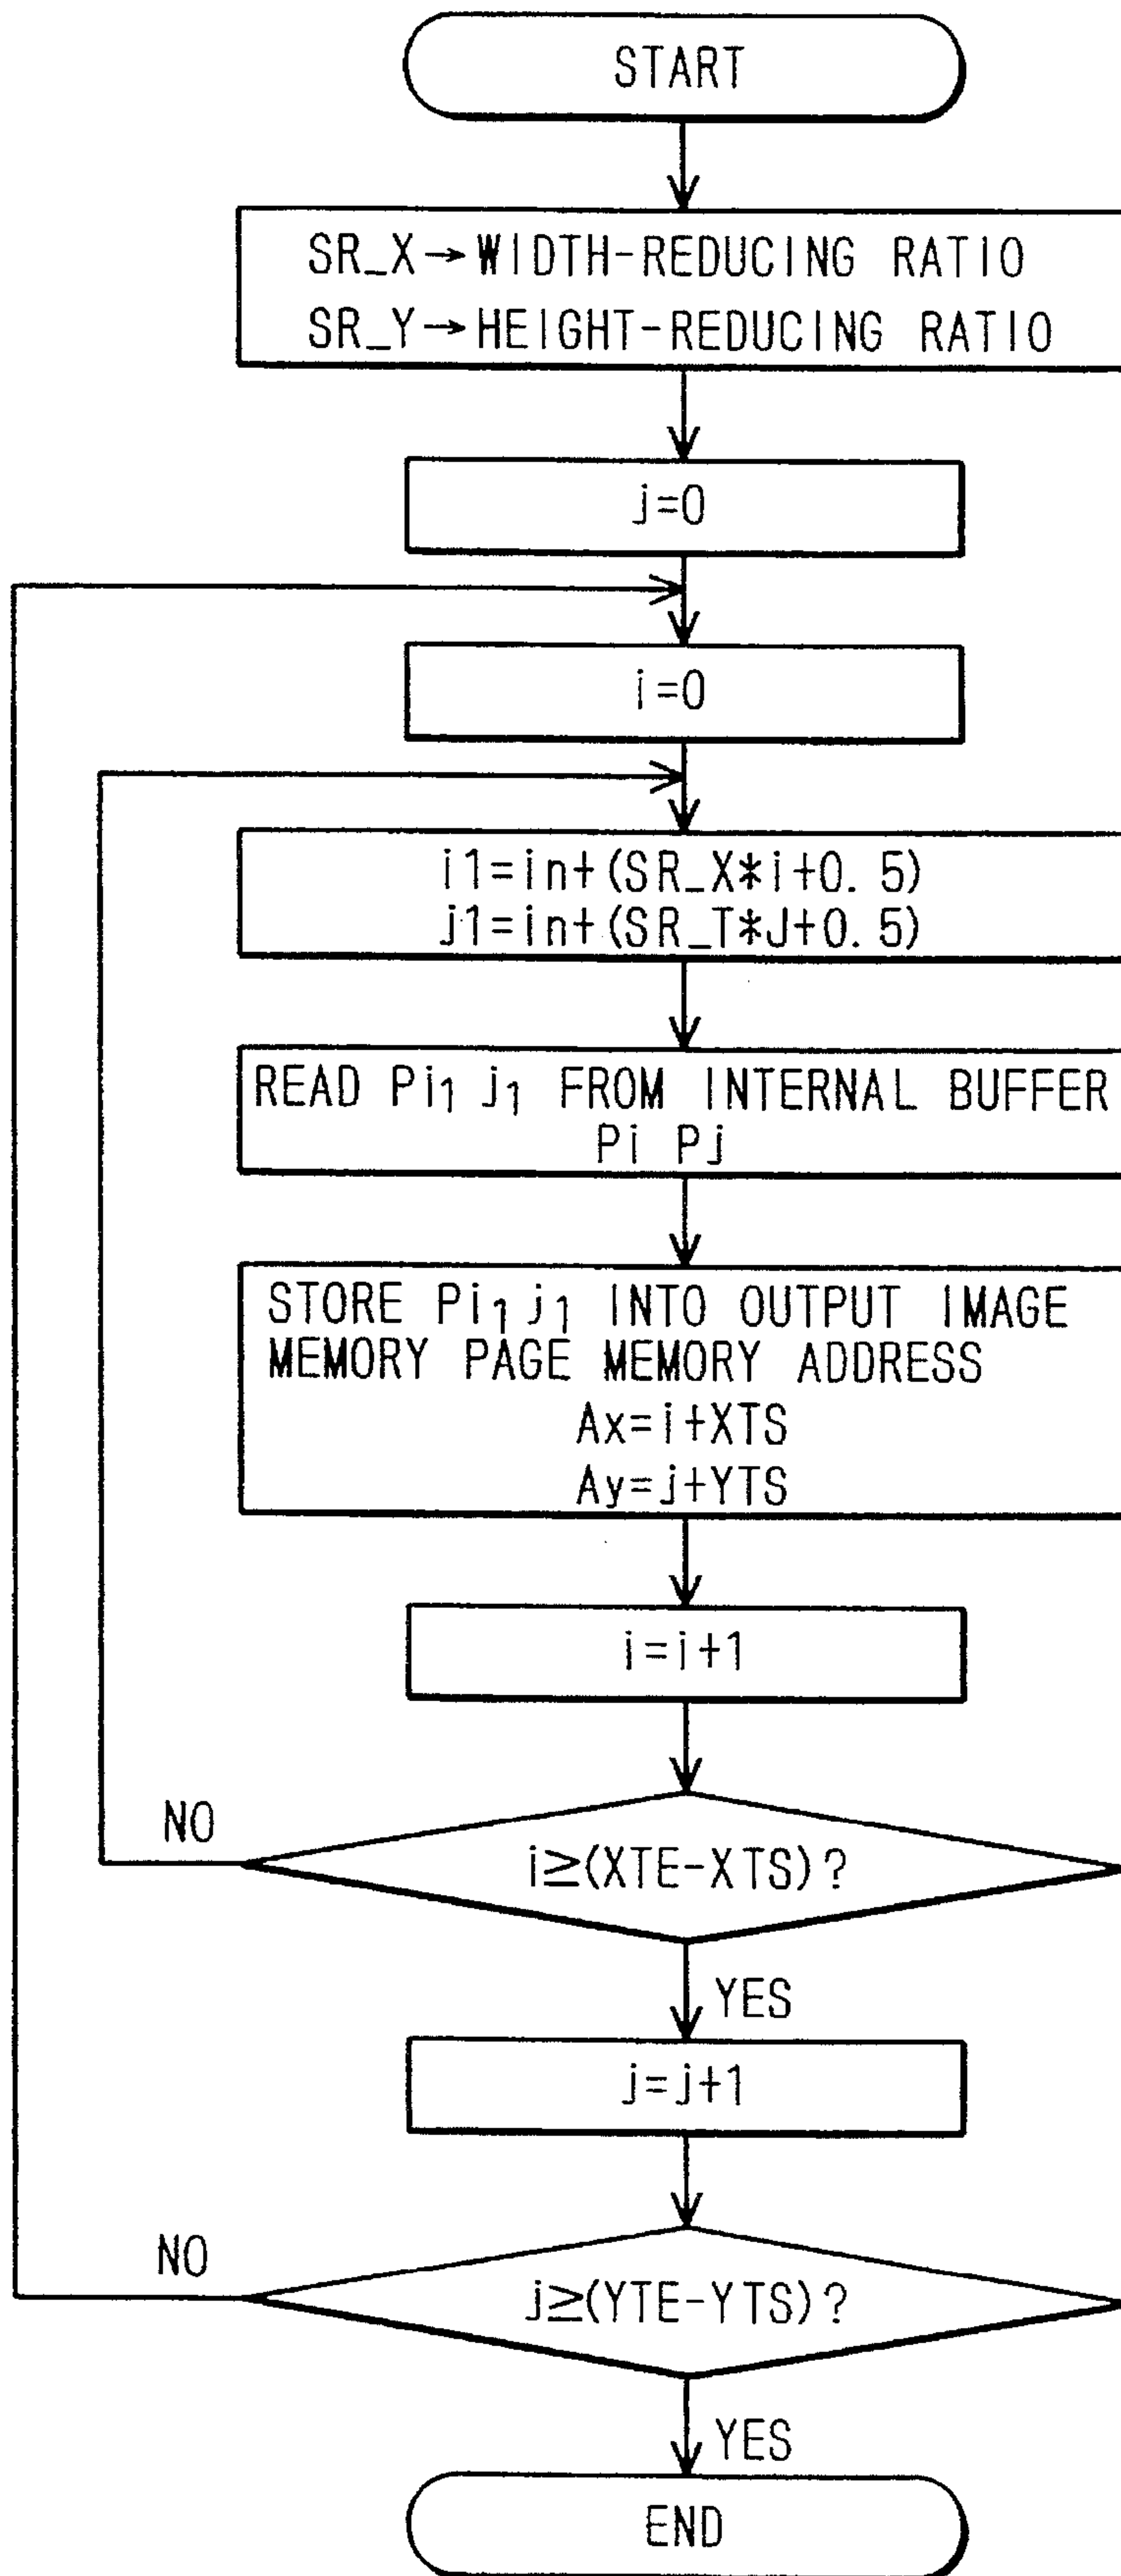 START
SR_X→WIDTH-REDUCING RATIO
SR_Y→HEIGHT-REDUCING RATIO
j=0
i=0
i1=int(SR_X*i+0.5)
j1=int(SR_T*J+0.5)
READ Pi₁ j₁ FROM INTERNAL BUFFER
Pi Pj
STORE Pi₁j₁ INTO OUTPUT IMAGE
MEMORY PAGE MEMORY ADDRESS
Ax=i+XTS
Ay=j+YTS
i=i+1
NO
i≥(XTE-XTS)?
YES
j=j+1
NO
j≥(YTE-YTS)?
YES
END